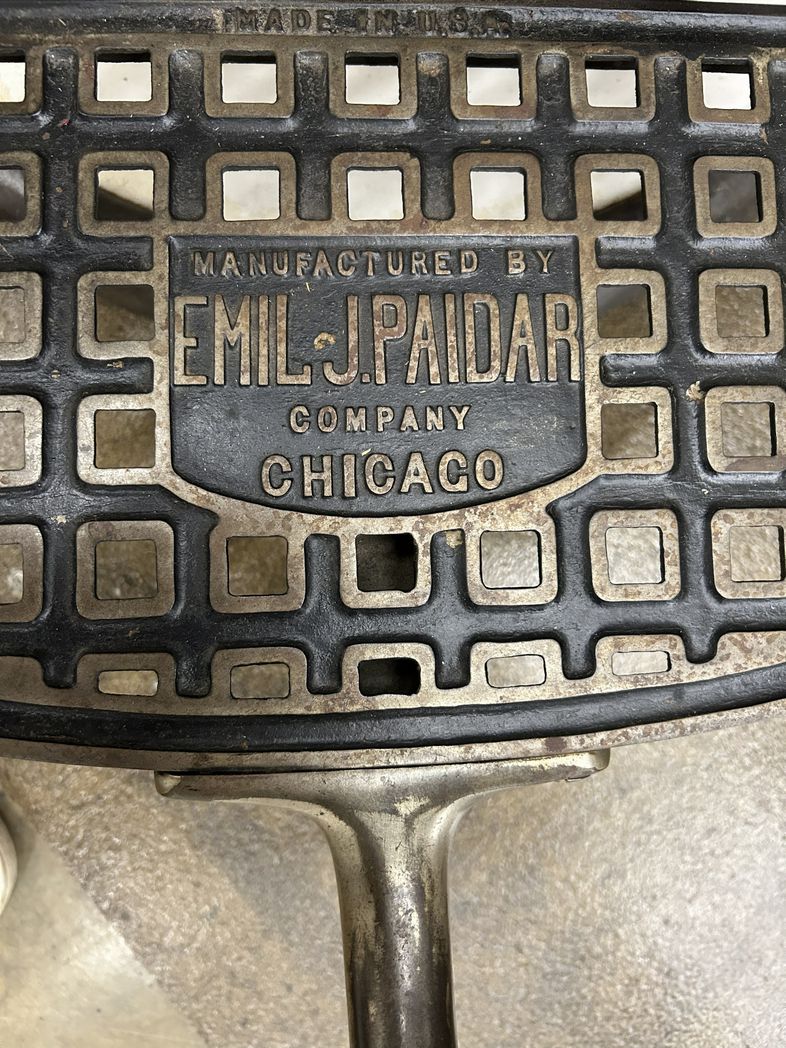 MADE IN U.S.A.
MANUFACTURED BY
EMIL J. PAIDAR
COMPANY
CHICAGO